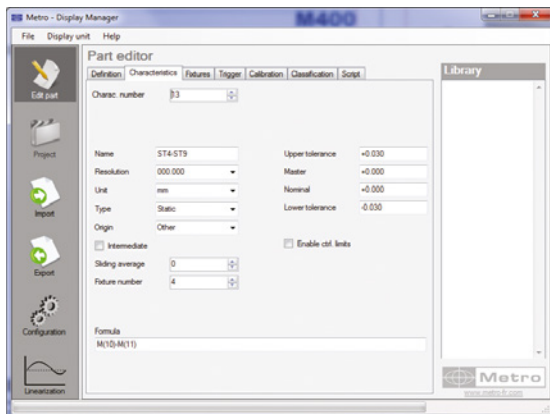 M400
Metro - Display Manager
File Display unit Help
Part editor
Library
Definition Characteristics Fixtures Trigger Calibration Classification Script
Edit part
Project
Import
Export
Configuration
Linearization
Charac. number 13
Name ST4-ST9
Resolution 000.000
Unit mm
Type Static
Origin Other
Intermediate
Sliding average 0
Fixture number 4
Upper tolerance +0.030
Master +0.000
Nominal +0.000
Lower tolerance -0.030
Enable ctrl. limits
Formula
M(10)-M(11)
Metro
www.metro-fr.com